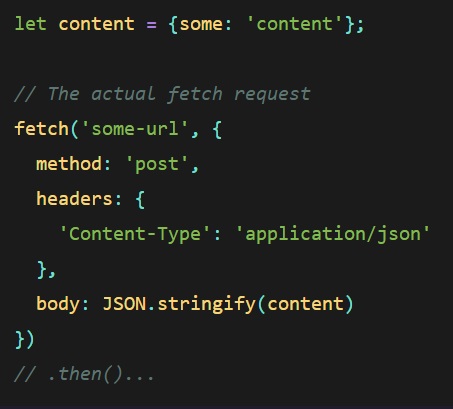 let content = {some: 'content'};
// The actual fetch request
fetch('some-url', {
  method: 'post',
  headers: {
    'Content-Type': 'application/json'
  },
  body: JSON.stringify(content)
})
// .then()...